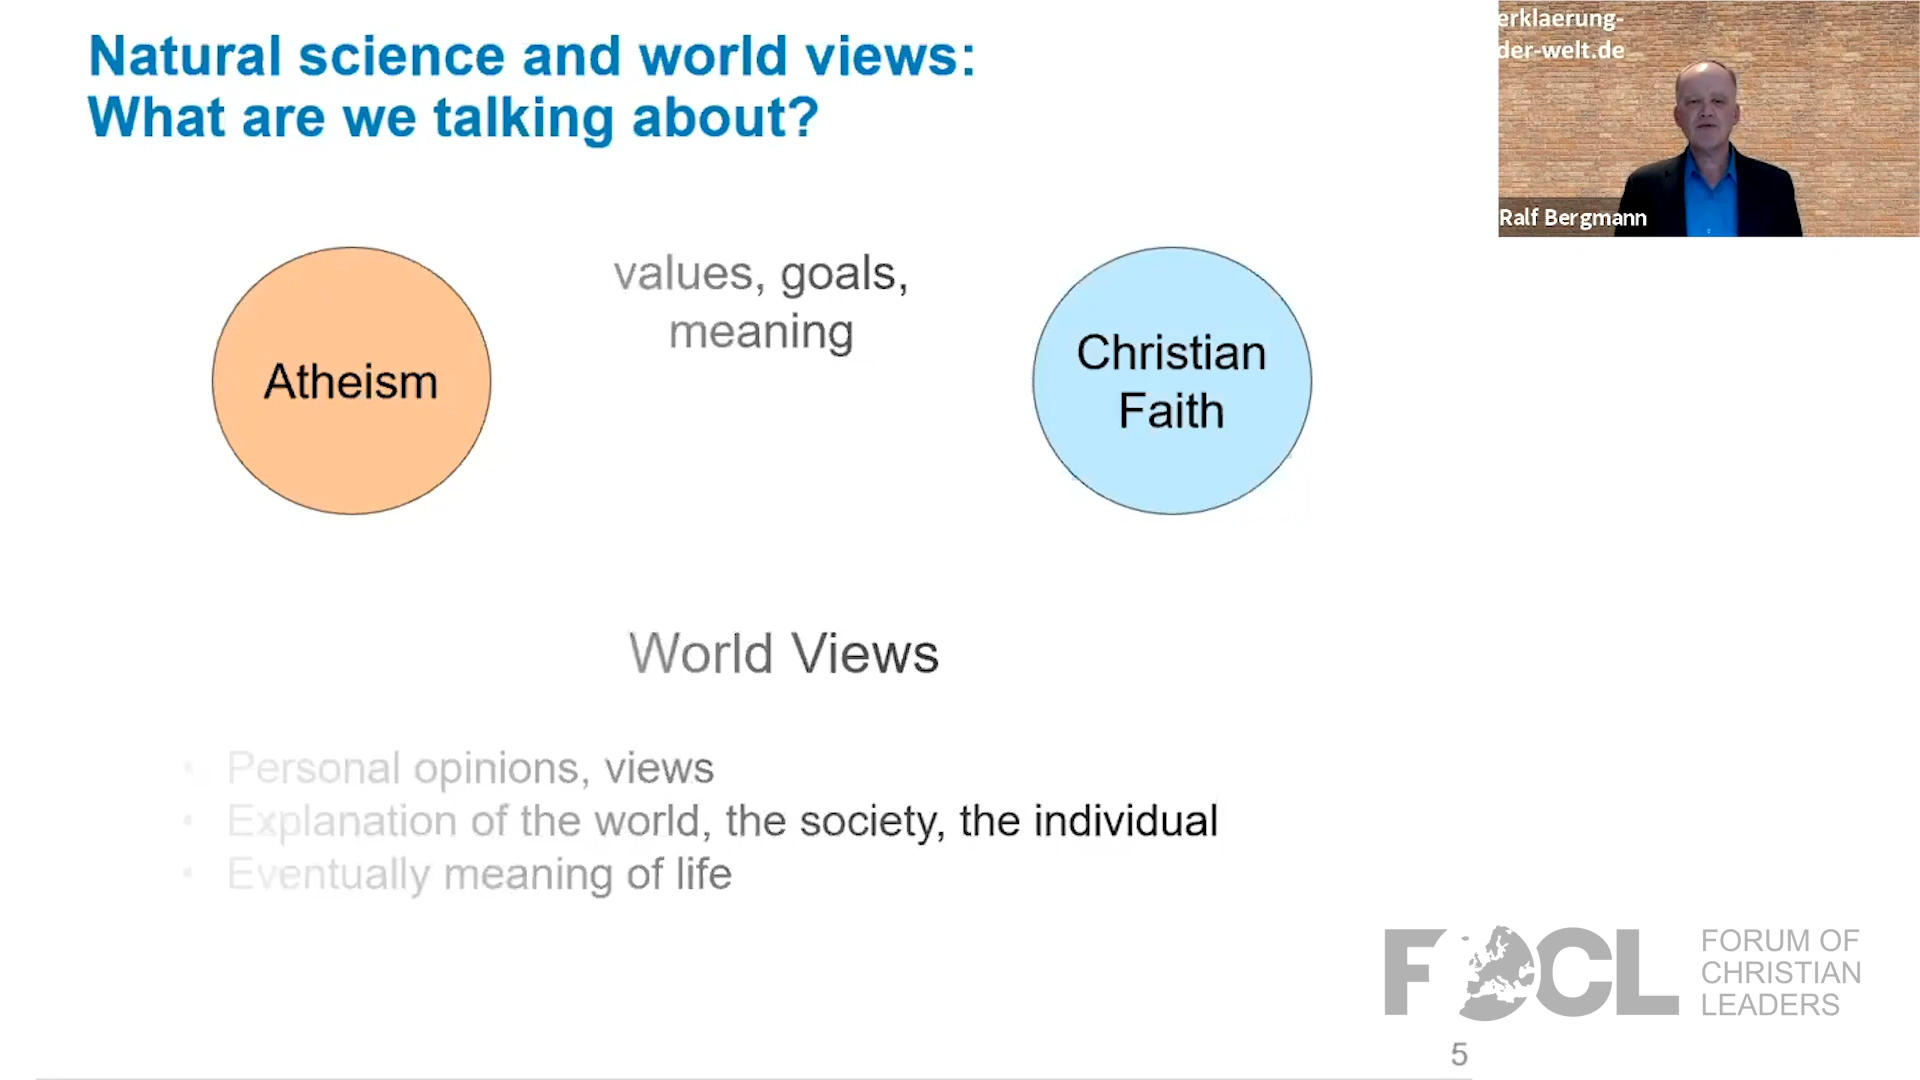 Natural science and world views:
What are we talking about?
erklaerung-
der-welt.de
Ralf Bergmann
values, goals,
meaning
Atheism
Christian
Faith
World Views
• Personal opinions, views
• Explanation of the world, the society, the individual
• Eventually meaning of life
FOCL
FORUM OF
CHRISTIAN
LEADERS
5